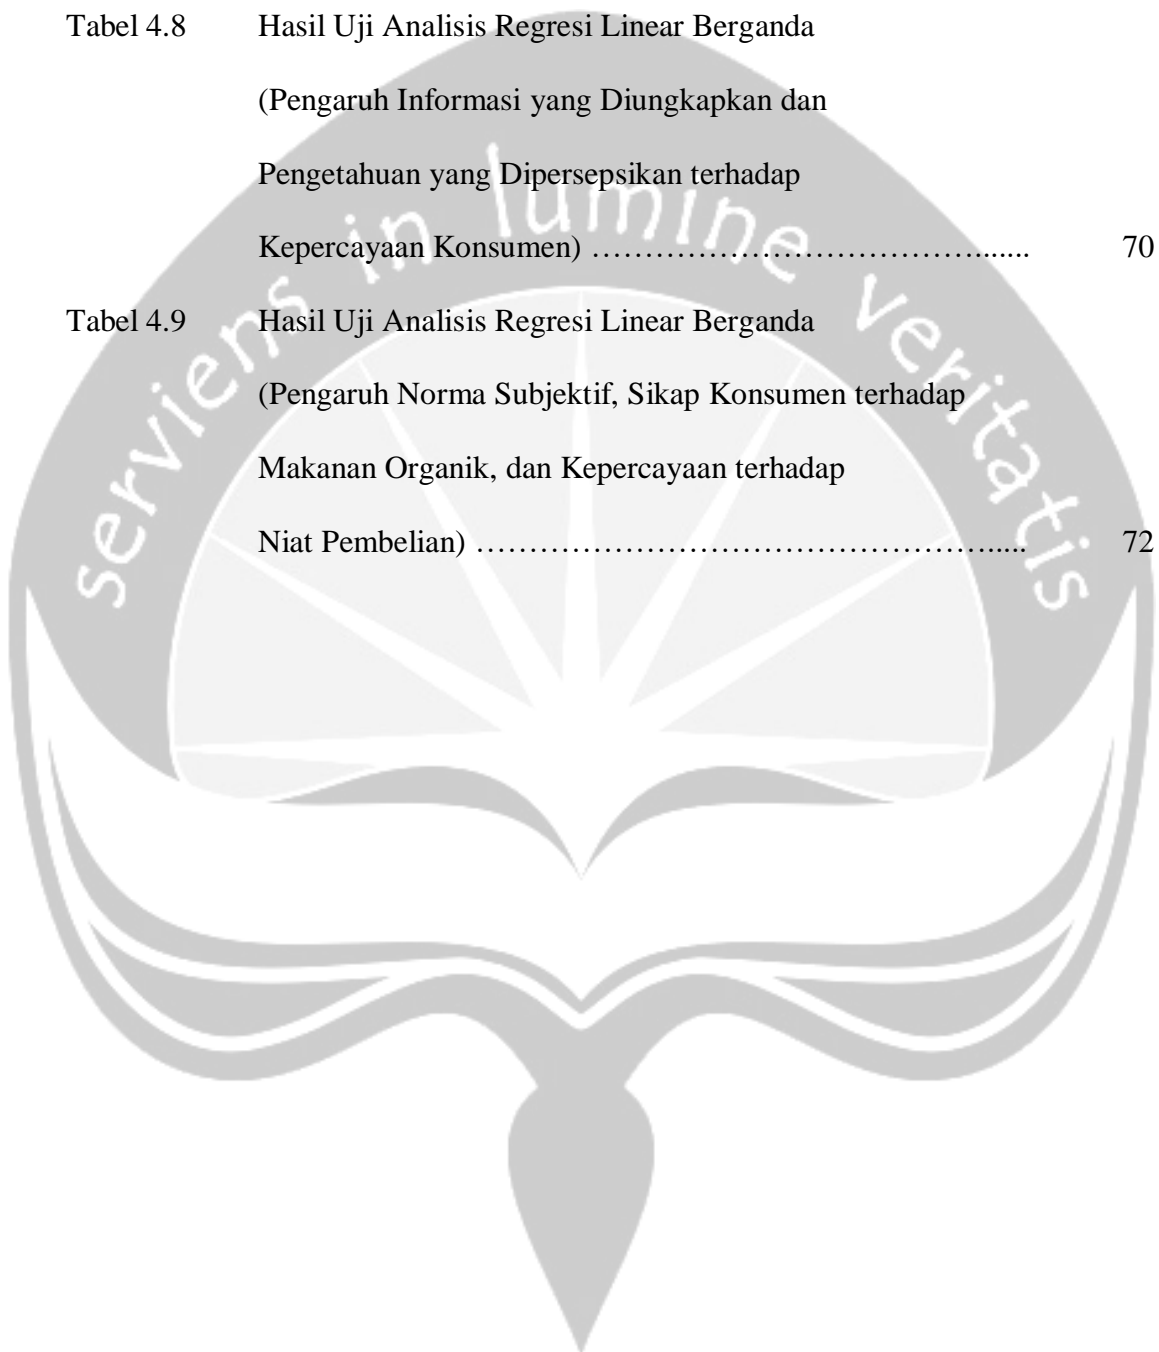 Tabel 4.8 Hasil Uji Analisis Regresi Linear Berganda
(Pengaruh Informasi yang Diungkapkan dan
Pengetahuan yang Dipersepsikan terhadap
Kepercayaan Konsumen) ………………………………....... 70
Tabel 4.9 Hasil Uji Analisis Regresi Linear Berganda
(Pengaruh Norma Subjektif, Sikap Konsumen terhadap
Makanan Organik, dan Kepercayaan terhadap
Niat Pembelian) ………………………………………….... 72
serviens in lumine veritatis